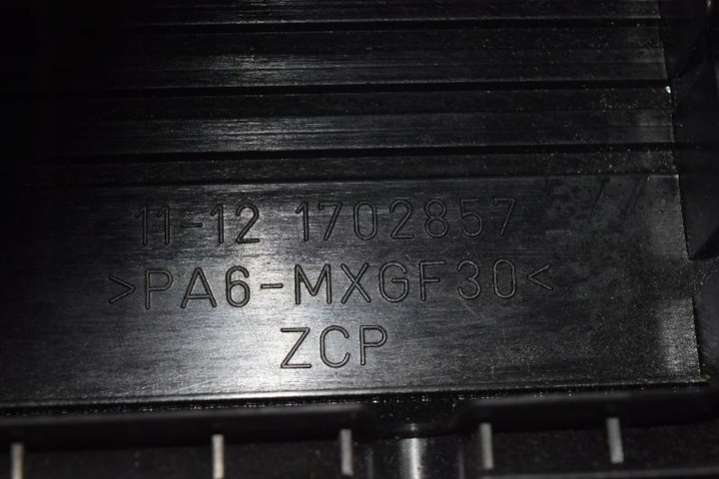 11-12 1702857
>PA6-MXGF30<
ZCP